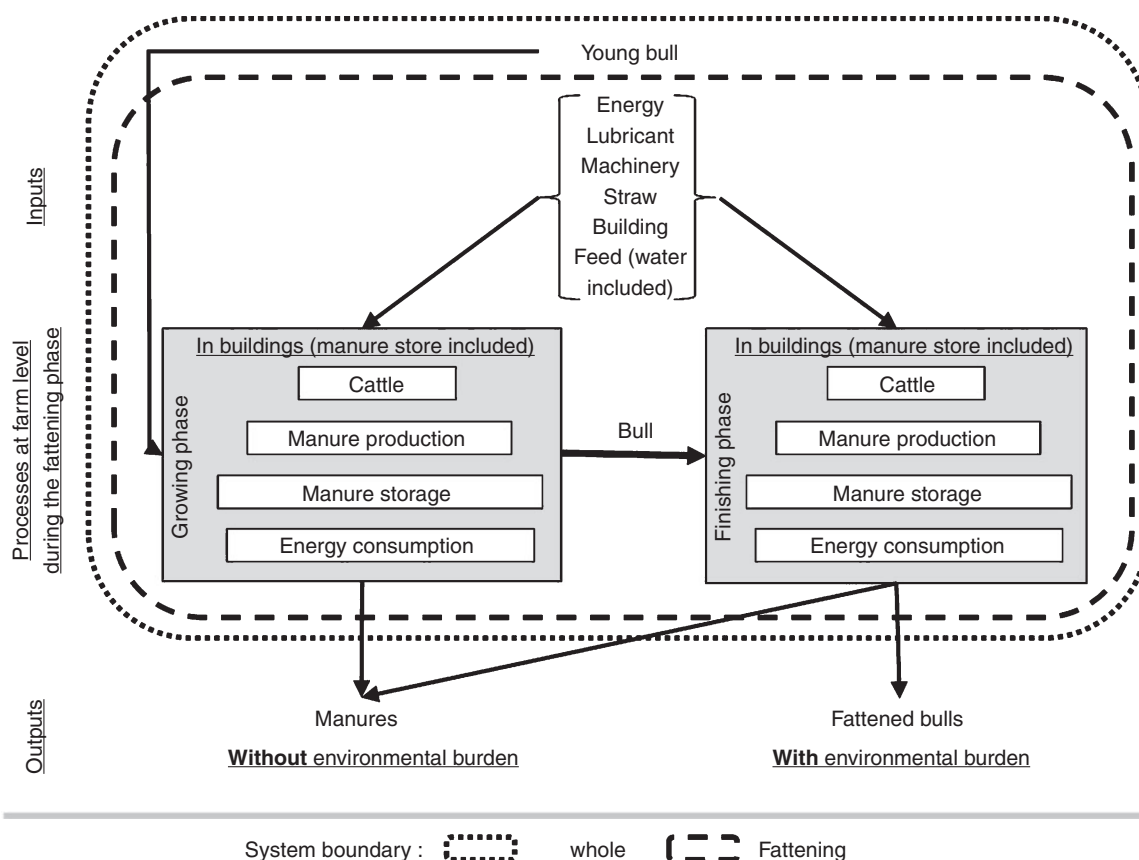 Young bull
Inputs
Energy
Lubricant
Machinery
Straw
Building
Feed (water
included)
Processes at farm level
during the fattening phase
In buildings (manure store included)
Growing phase
Cattle
Manure production
Manure storage
Energy consumption
Bull
In buildings (manure store included)
Finishing phase
Cattle
Manure production
Manure storage
Energy consumption
Outputs
Manures
Without environmental burden
Fattened bulls
With environmental burden
System boundary : whole Fattening